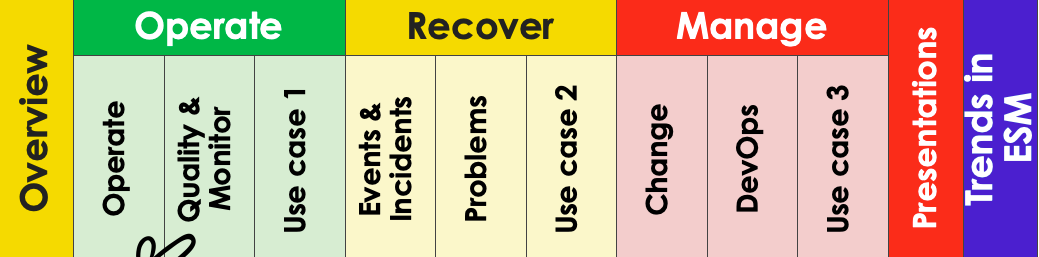 Overview
Operate
Operate
Quality &
Monitor
Use case 1
Recover
Events &
Incidents
Problems
Use case 2
Manage
Change
DevOps
Use case 3
Presentations
Trends in
ESM